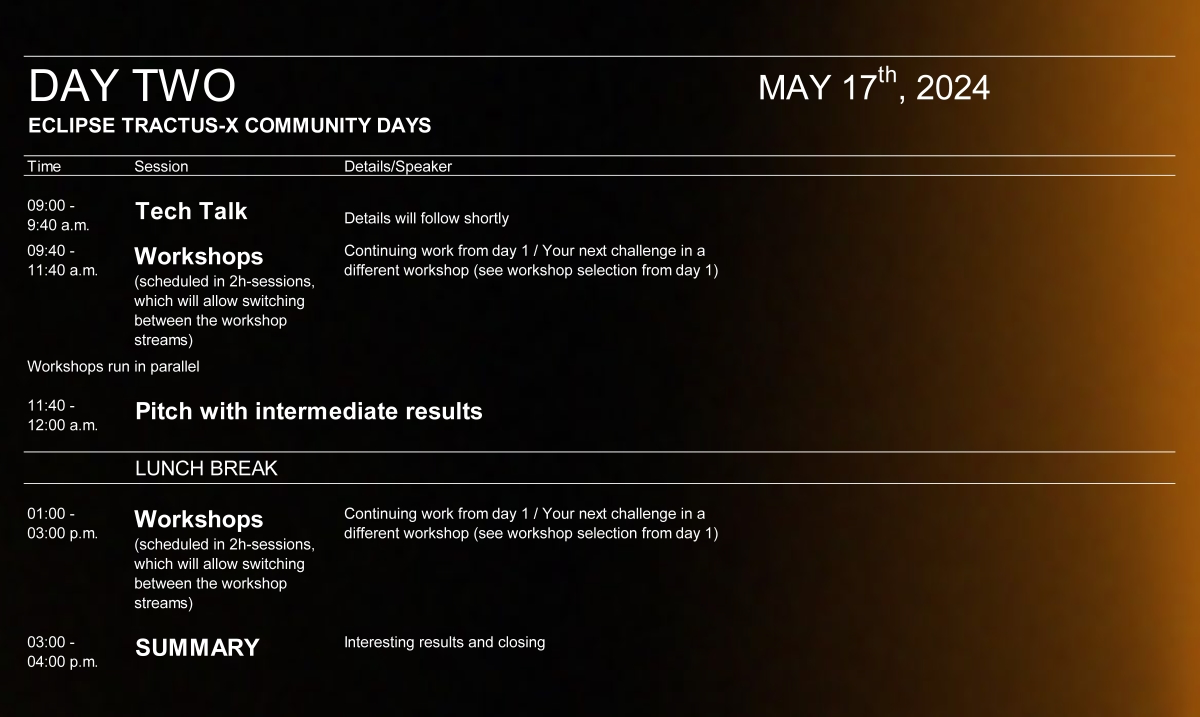 DAY TWO MAY 17th, 2024
ECLIPSE TRACTUS-X COMMUNITY DAYS
Time Session Details/Speaker
09:00 -
9:40 a.m.
Tech Talk
Details will follow shortly
09:40 -
11:40 a.m.
Workshops
(scheduled in 2h-sessions,
which will allow switching
between the workshop
streams)
Continuing work from day 1 / Your next challenge in a
different workshop (see workshop selection from day 1)
Workshops run in parallel
11:40 -
12:00 a.m.
Pitch with intermediate results
LUNCH BREAK
01:00 -
03:00 p.m.
Workshops
(scheduled in 2h-sessions,
which will allow switching
between the workshop
streams)
Continuing work from day 1 / Your next challenge in a
different workshop (see workshop selection from day 1)
03:00 -
04:00 p.m.
SUMMARY
Interesting results and closing